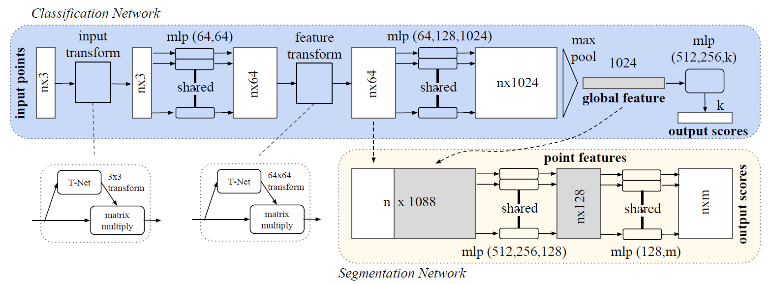 Classification Network
input points
nx3
input
transform
nx3
mlp (64,64)
shared
nx64
feature
transform
nx64
mlp (64,128,1024)
shared
nx1024
max
pool
1024
global feature
mlp
(512,256,k)
k
output scores
T-Net
3x3
transform
matrix
multiply
T-Net
64x64
transform
matrix
multiply
point features
n x 1088
shared
mlp (512,256,128)
nx128
shared
mlp (128,m)
nxm
output scores
Segmentation Network